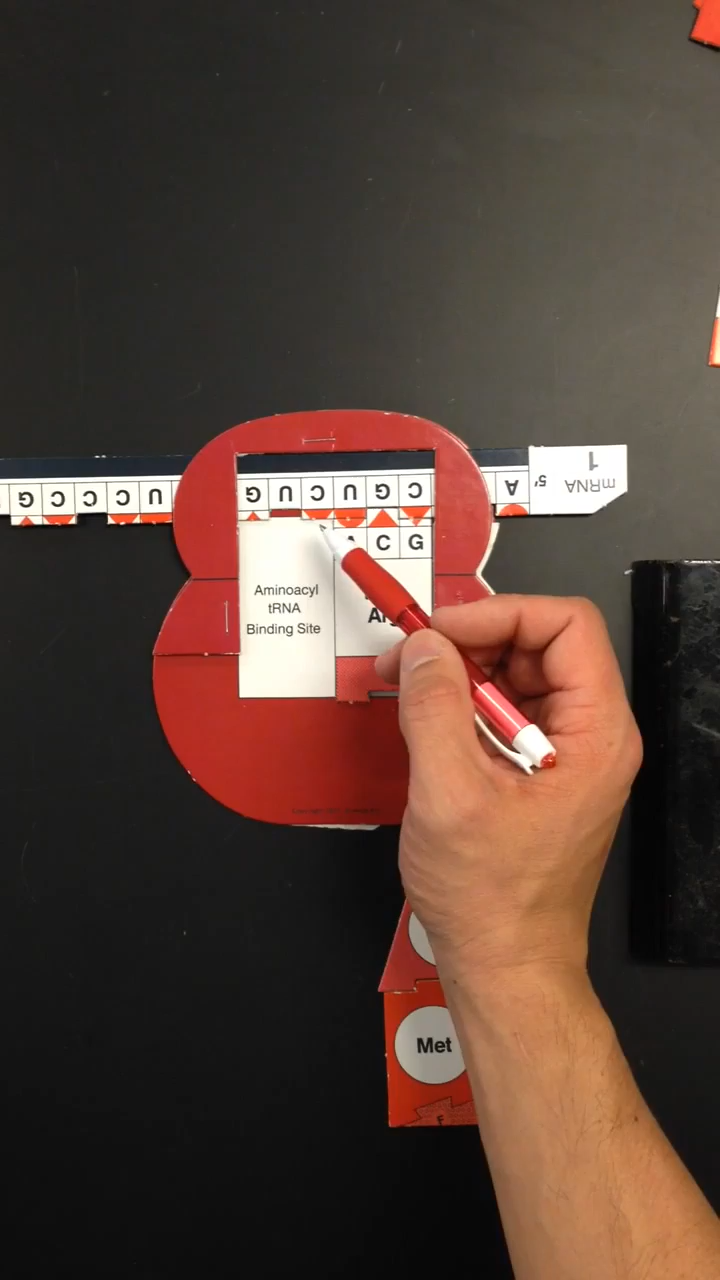 mRNA
1
5' A C G U C U G U C C C G
A C G
Aminoacyl
tRNA
Binding Site
Met
F